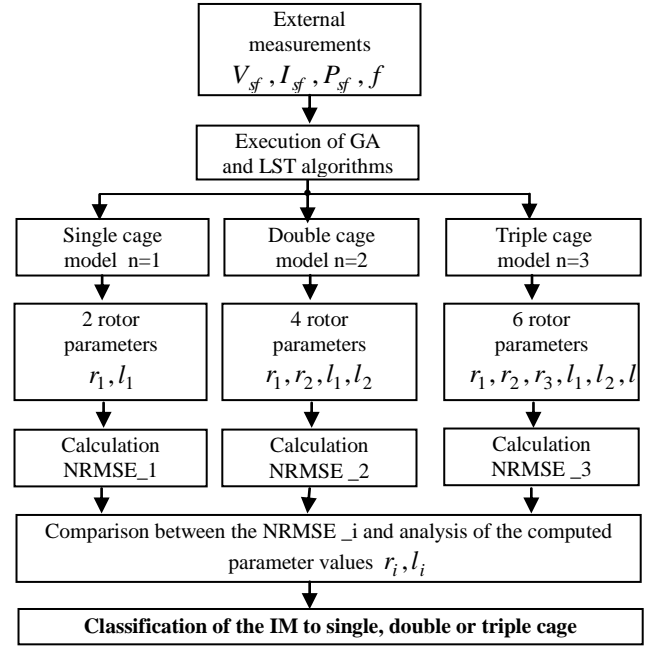 External
measurements
V_sf , I_sf , P_sf , f
Execution of GA
and LST algorithms
Single cage
model n=1
Double cage
model n=2
Triple cage
model n=3
2 rotor
parameters
r_1, l_1
4 rotor
parameters
r_1, r_2, l_1, l_2
6 rotor
parameters
r_1, r_2, r_3, l_1, l_2, l
Calculation
NRMSE_1
Calculation
NRMSE _2
Calculation
NRMSE _3
Comparison between the NRMSE _i and analysis of the computed
parameter values r_i, l_i
Classification of the IM to single, double or triple cage